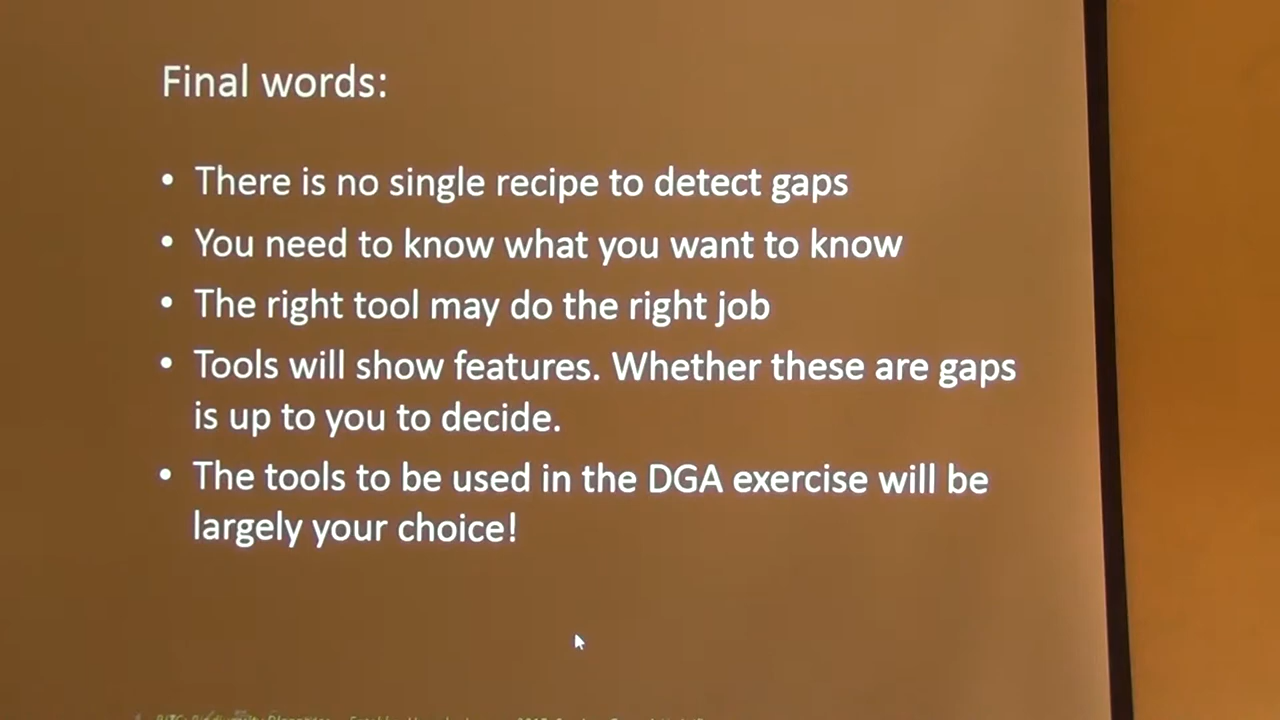 Final words:
• There is no single recipe to detect gaps
• You need to know what you want to know
• The right tool may do the right job
• Tools will show features. Whether these are gaps
is up to you to decide.
• The tools to be used in the DGA exercise will be
largely your choice!